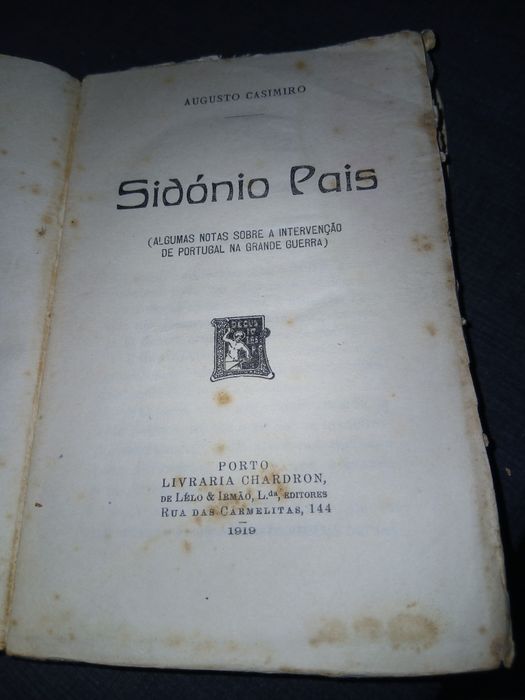 AUGUSTO CASIMIRO
Sidónio Pais
(ALGUMAS NOTAS SOBRE A INTERVENÇÃO
DE PORTUGAL NA GRANDE GUERRA)
DECUS
PORTO
LIVRARIA CHARDRON,
DE LÉLO & IRMÃO, L.da, EDITORES
RUA DAS CARMELITAS, 144
1919